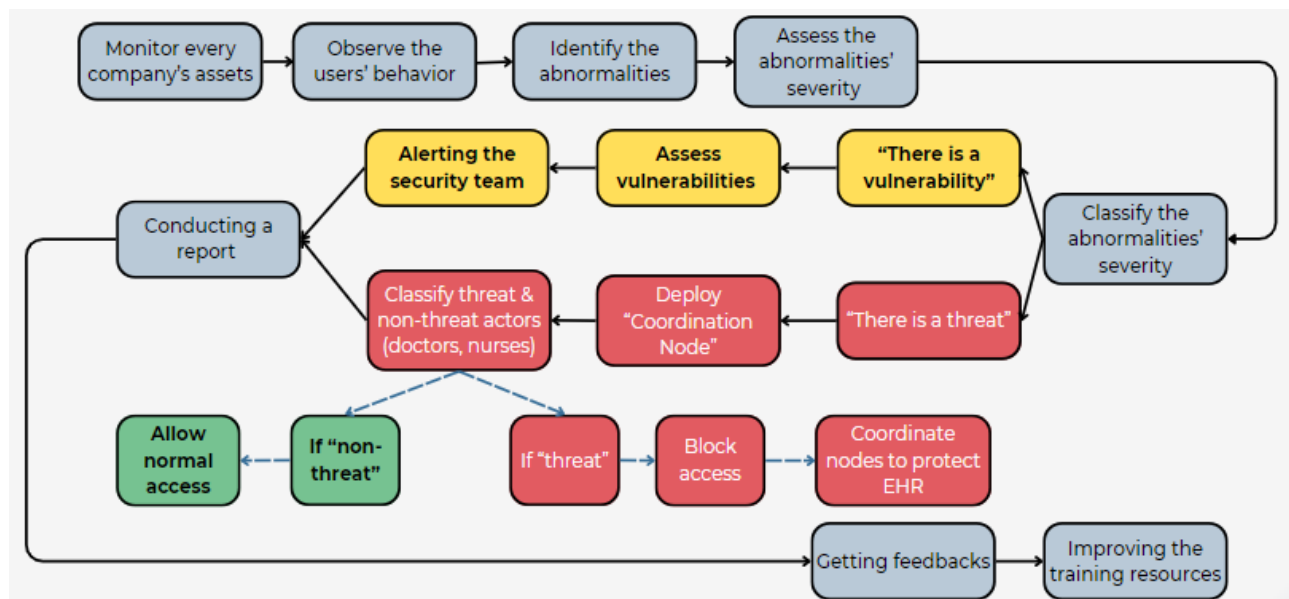 Monitor every
company's assets
Observe the
users' behavior
Identify the
abnormalities
Assess the
abnormalities'
severity
Alerting the
security team
Assess
vulnerabilities
“There is a
vulnerability”
Conducting a
report
Classify the
abnormalities'
severity
Classify threat &
non-threat actors
(doctors, nurses)
Deploy
“Coordination
Node”
“There is a threat”
Allow
normal
access
If “non-
threat”
If “threat”
Block
access
Coordinate
nodes to protect
EHR
Getting feedbacks
Improving the
training resources